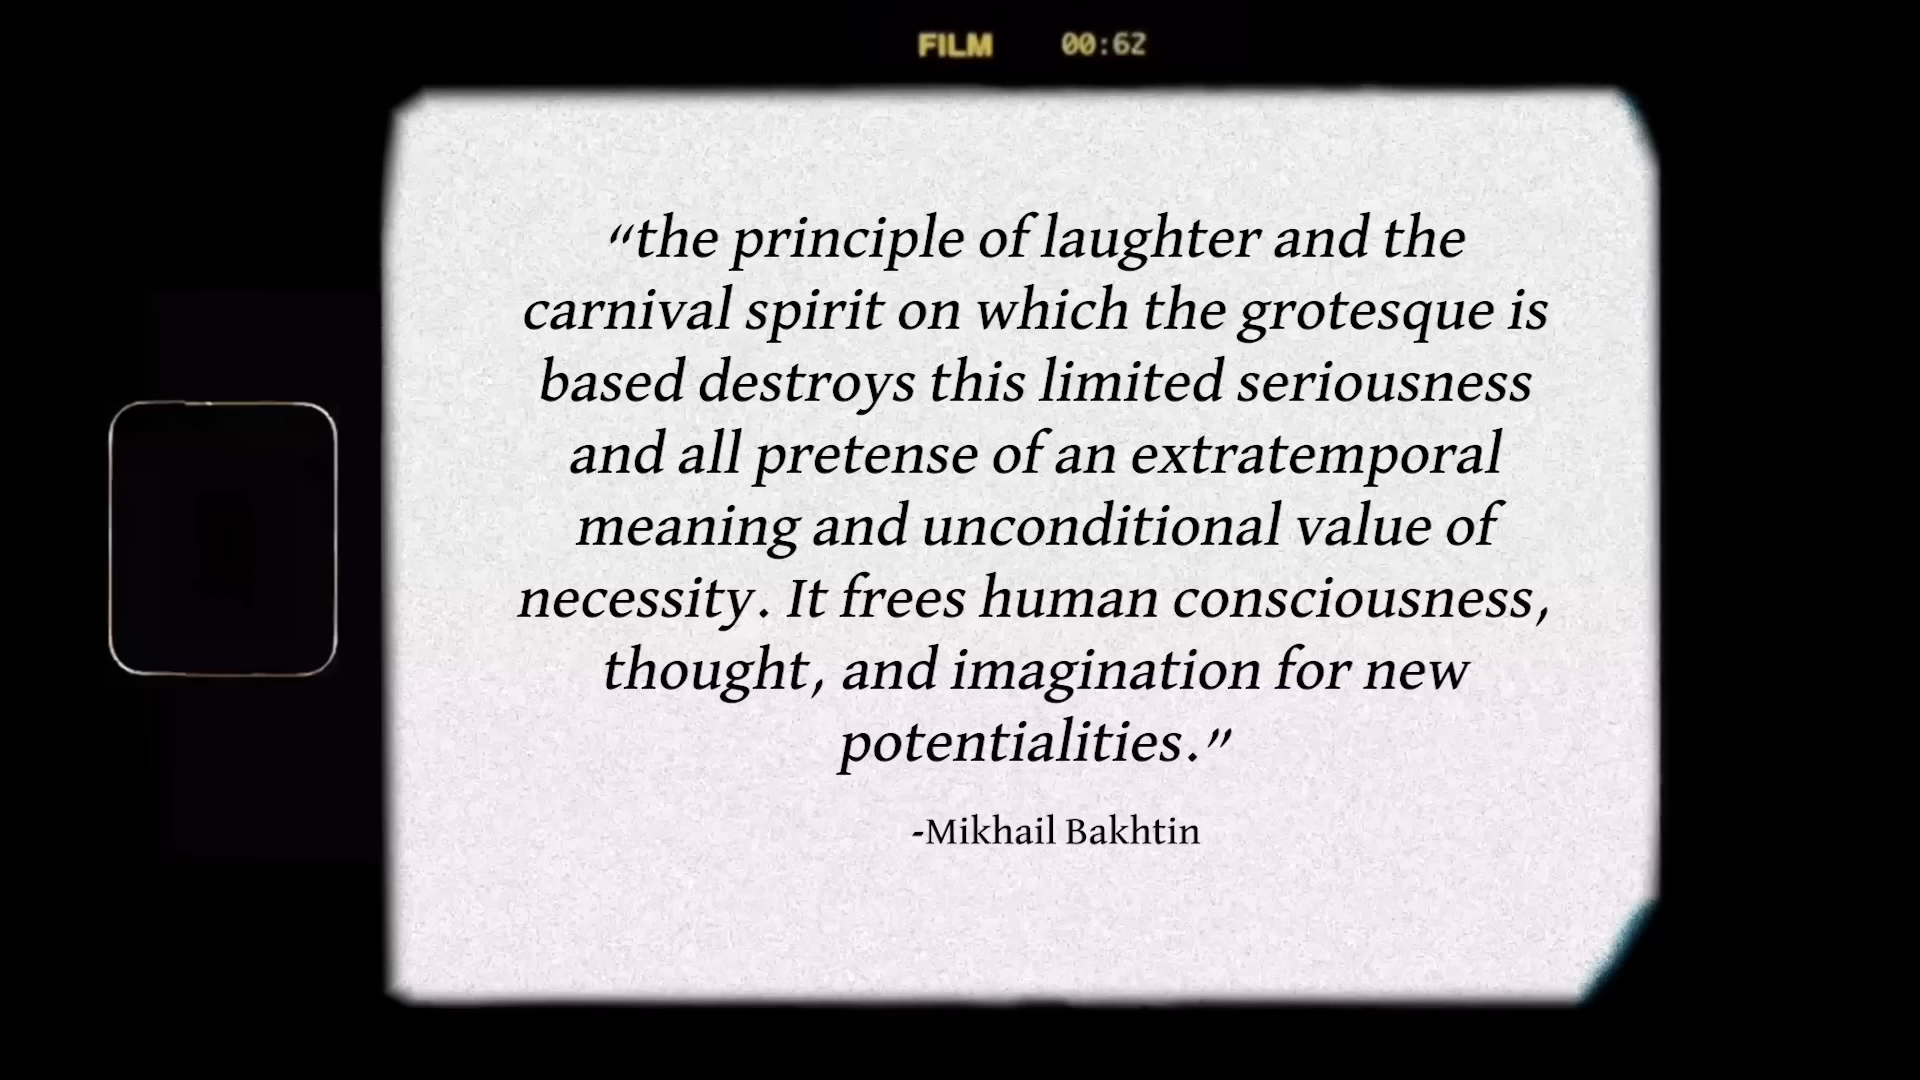 FILM 00:62
“the principle of laughter and the
carnival spirit on which the grotesque is
based destroys this limited seriousness
and all pretense of an extratemporal
meaning and unconditional value of
necessity. It frees human consciousness,
thought, and imagination for new
potentialities.”
-Mikhail Bakhtin